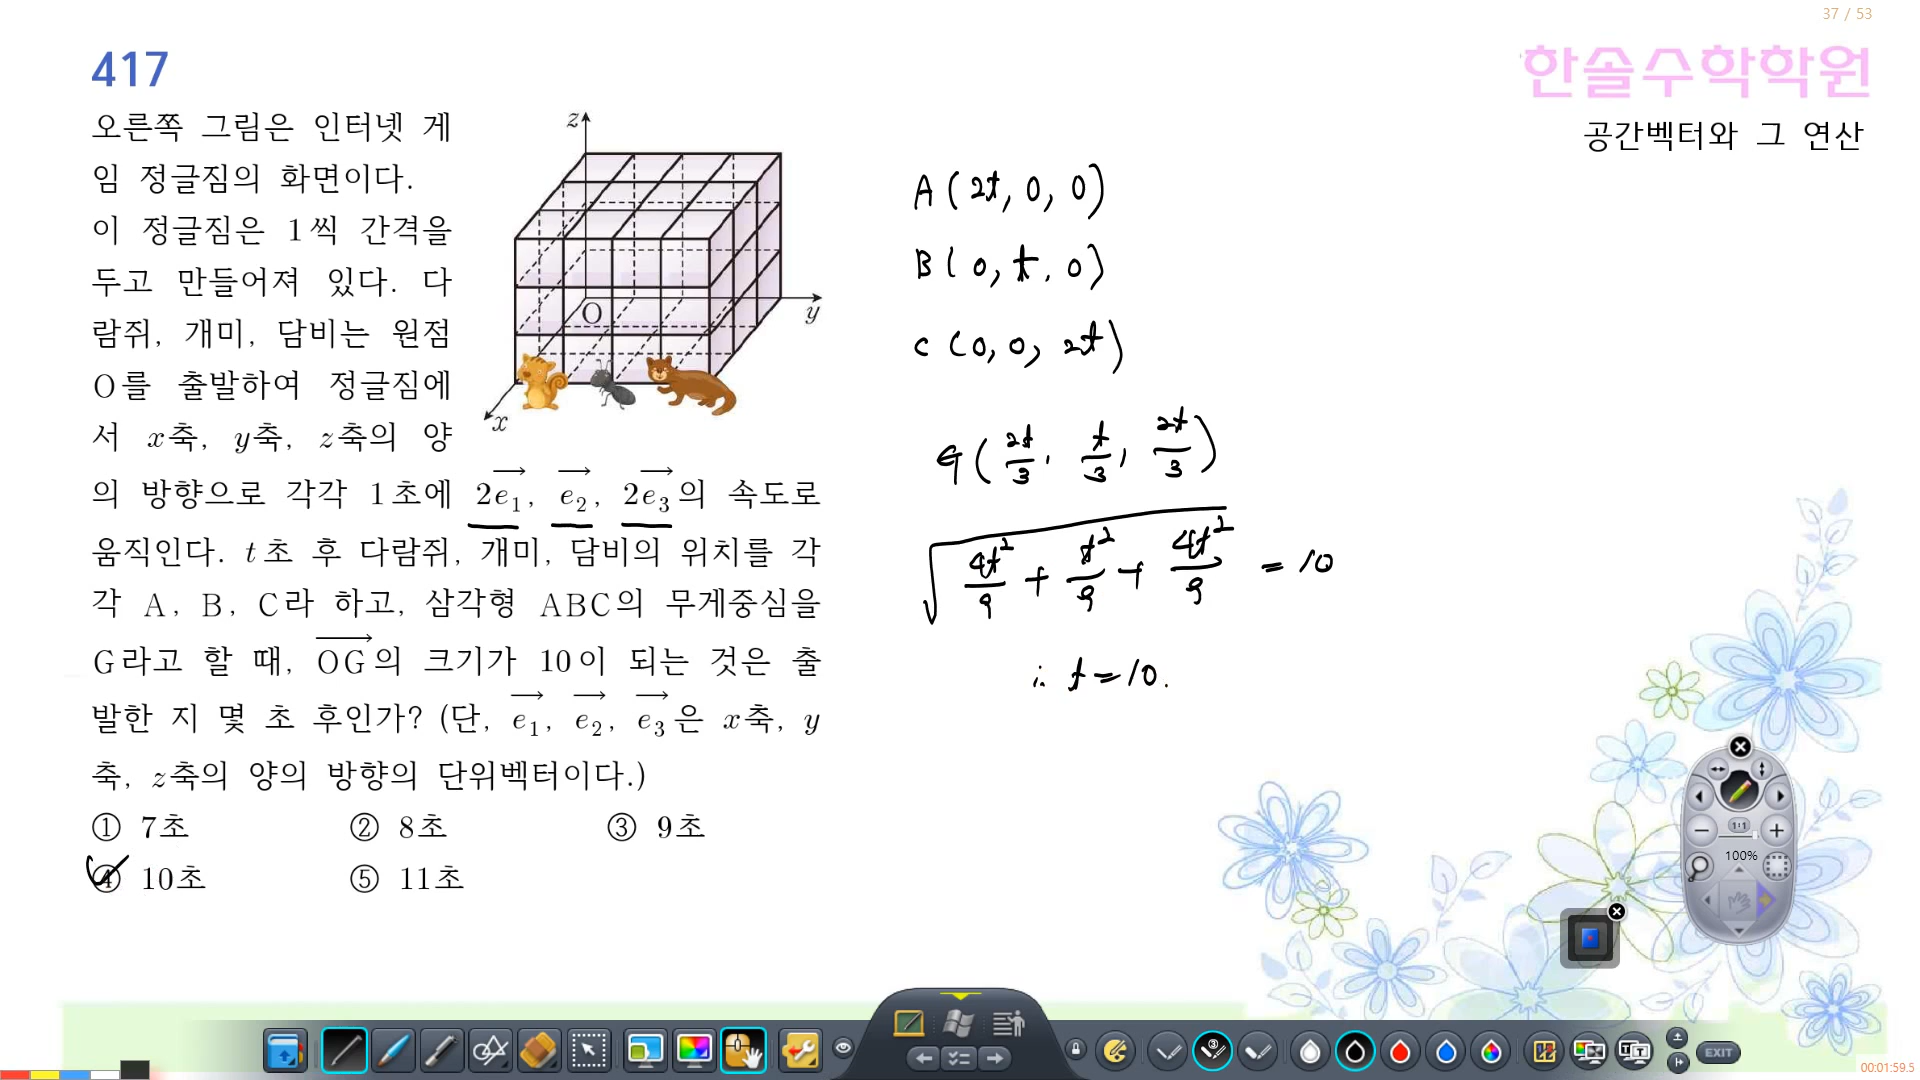 37 / 53
417
한솔수학학원
공간벡터와 그 연산
오른쪽 그림은 인터넷 게
임 정글짐의 화면이다.
이 정글짐은 1씩 간격을
두고 만들어져 있다. 다
람쥐, 개미, 담비는 원점
O를 출발하여 정글짐에
서 x축, y축, z축의 양
의 방향으로 각각 1초에 2e₁→, e₂→, 2e₃→의 속도로
움직인다. t초 후 다람쥐, 개미, 담비의 위치를 각
각 A, B, C라 하고, 삼각형 ABC의 무게중심을
G라고 할 때, OG→의 크기가 10이 되는 것은 출
발한 지 몇 초 후인가? (단, e₁→, e₂→, e₃→은 x축, y
축, z축의 양의 방향의 단위벡터이다.)
① 7초 ② 8초 ③ 9초
④ 10초 ⑤ 11초
z
O
y
x
A(2t, 0, 0)
B(0, t, 0)
C(0, 0, 2t)
G(2t/3, t/3, 2t/3)
√(4t²/9 + t²/9 + 4t²/9) = 10
∴ t = 10.
1:1
100%
EXIT
00:01:59.5